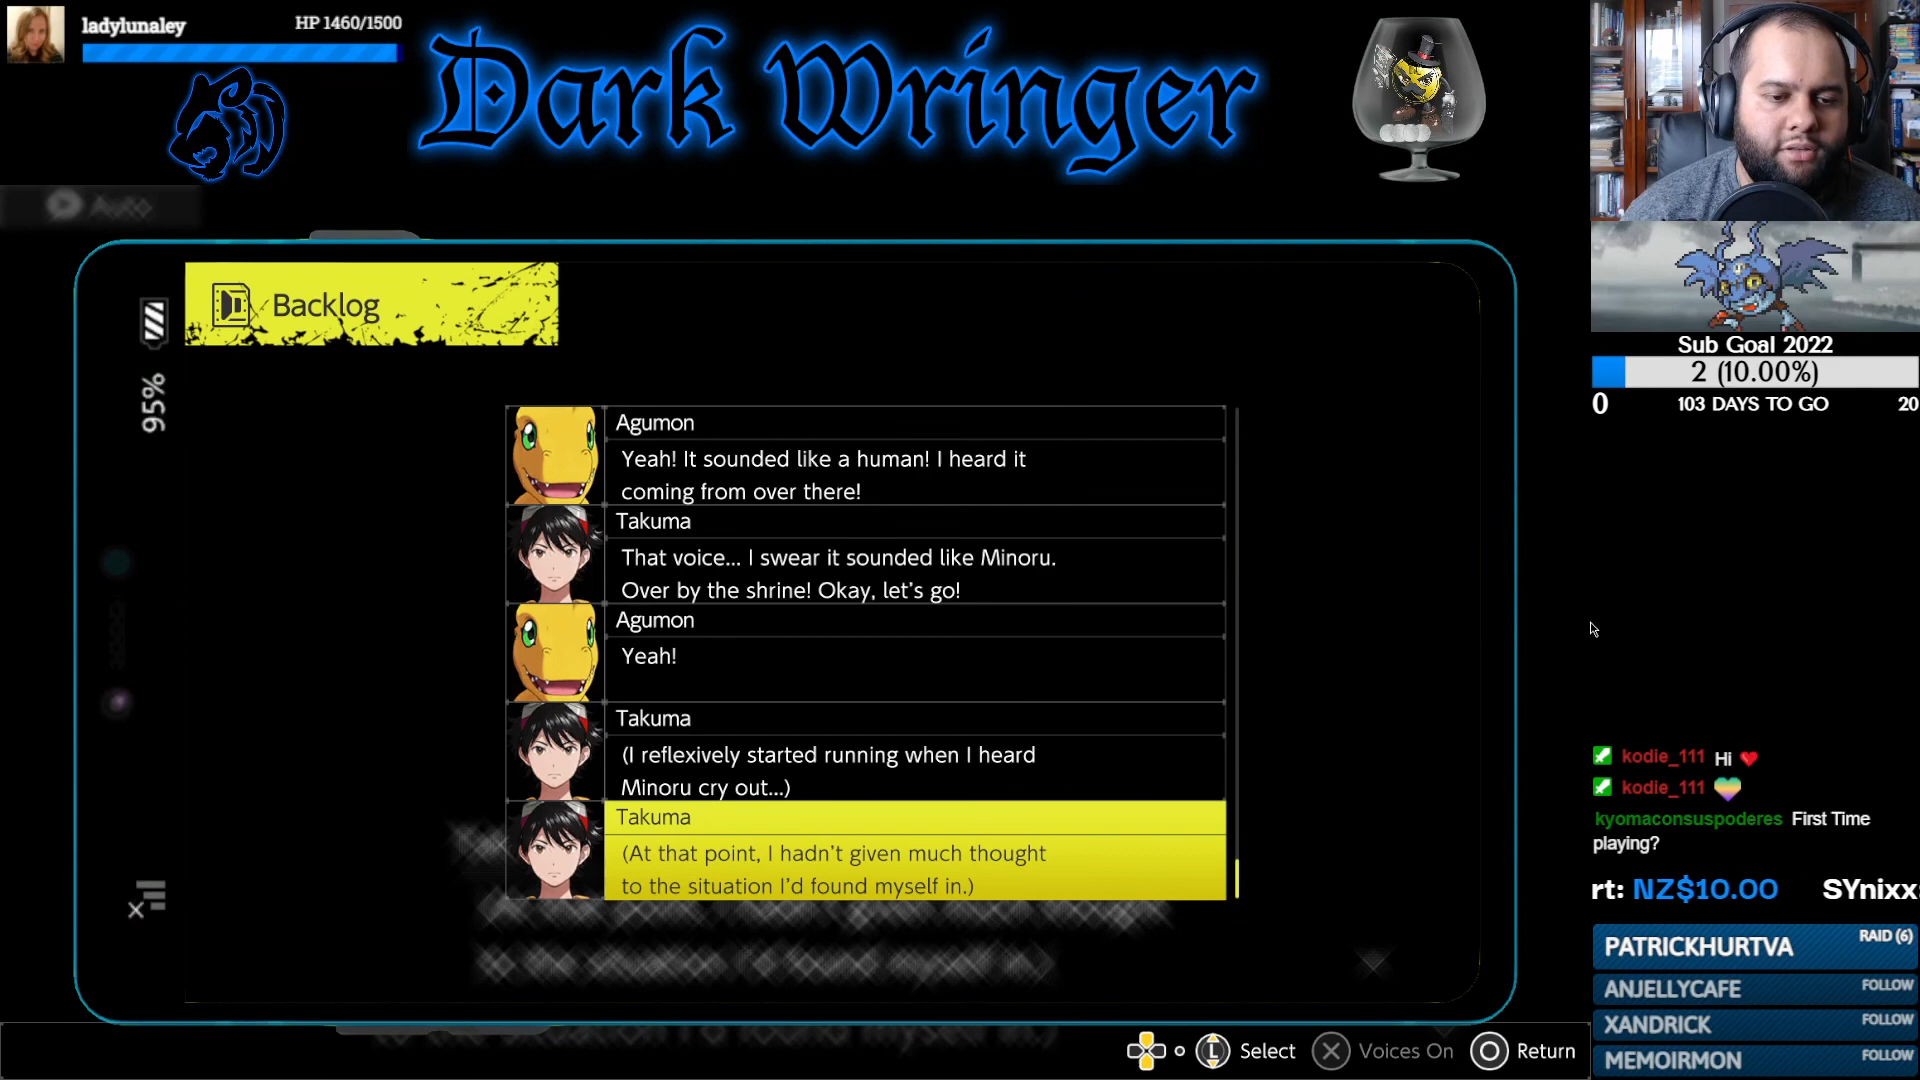 ladylunaley
HP 1460/1500
Dark Wringer
Auto
Backlog
95%
Agumon
Yeah! It sounded like a human! I heard it
coming from over there!
Takuma
That voice... I swear it sounded like Minoru.
Over by the shrine! Okay, let's go!
Agumon
Yeah!
Takuma
(I reflexively started running when I heard
Minoru cry out...)
Takuma
(At that point, I hadn't given much thought
to the situation I'd found myself in.)
L Select Voices On Return
Sub Goal 2022
2 (10.00%)
0 103 DAYS TO GO 20
kodie_111 Hi
kodie_111
kyomaconsuspoderes First Time
playing?
rt: NZ$10.00 SYnixx:
PATRICKHURTVA RAID (6)
ANJELLYCAFE FOLLOW
XANDRICK FOLLOW
MEMOIRMON FOLLOW